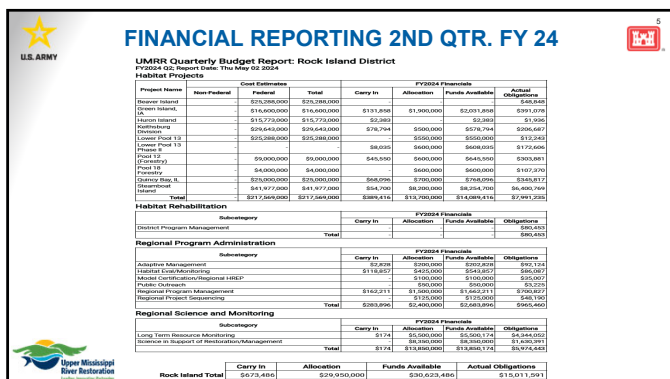 5
U.S. ARMY
FINANCIAL REPORTING 2ND QTR. FY 24
UMRR Quarterly Budget Report: Rock Island District
FY2024 Q2; Report Date: Thu May 02 2024
Habitat Projects
Project Name Cost Estimates FY2024 Financials
Non-Federal Federal Total Carry In Allocation Funds Available Actual Obligations
Beaver Island - $25,288,000 $25,288,000 - - - $48,848
Green Island, IA - $16,600,000 $16,600,000 $131,858 $1,900,000 $2,031,858 $391,078
Huron Island - $15,773,000 $15,773,000 $2,383 - $2,383 $1,936
Keithsburg Division - $29,643,000 $29,643,000 $78,794 $500,000 $578,794 $206,687
Lower Pool 13 - $25,288,000 $25,288,000 - $550,000 $550,000 $12,243
Lower Pool 13 Phase II - - - $8,035 $600,000 $608,035 $172,606
Pool 12 (Forestry) - $9,000,000 $9,000,000 $45,550 $600,000 $645,550 $303,881
Pool 18 Forestry - $4,000,000 $4,000,000 - $600,000 $600,000 $107,370
Quincy Bay, IL - $25,000,000 $25,000,000 $68,096 $700,000 $768,096 $345,817
Steamboat Island - $41,977,000 $41,977,000 $54,700 $8,200,000 $8,254,700 $6,400,769
Total - $217,569,000 $217,569,000 $389,416 $13,700,000 $14,089,416 $7,991,235
Habitat Rehabilitation
Subcategory FY2024 Financials
Carry In Allocation Funds Available Obligations
District Program Management - - - $80,453
Total - - - $80,453
Regional Program Administration
Subcategory FY2024 Financials
Carry In Allocation Funds Available Obligations
Adaptive Management $2,828 $200,000 $202,828 $92,124
Habitat Eval/Monitoring $118,857 $425,000 $543,857 $86,087
Model Certification/Regional HREP - $100,000 $100,000 $35,007
Public Outreach - $50,000 $50,000 $3,225
Regional Program Management $162,211 $1,500,000 $1,662,211 $700,827
Regional Project Sequencing - $125,000 $125,000 $48,190
Total $283,896 $2,400,000 $2,683,896 $965,460
Regional Science and Monitoring
Subcategory FY2024 Financials
Carry In Allocation Funds Available Obligations
Long Term Resource Monitoring $174 $5,500,000 $5,500,174 $4,344,052
Science in Support of Restoration/Management - $8,350,000 $8,350,000 $1,630,391
Total $174 $13,850,000 $13,850,174 $5,974,443
Carry In Allocation Funds Available Actual Obligations
Rock Island Total $673,486 $29,950,000 $30,623,486 $15,011,591
Upper Mississippi
River Restoration